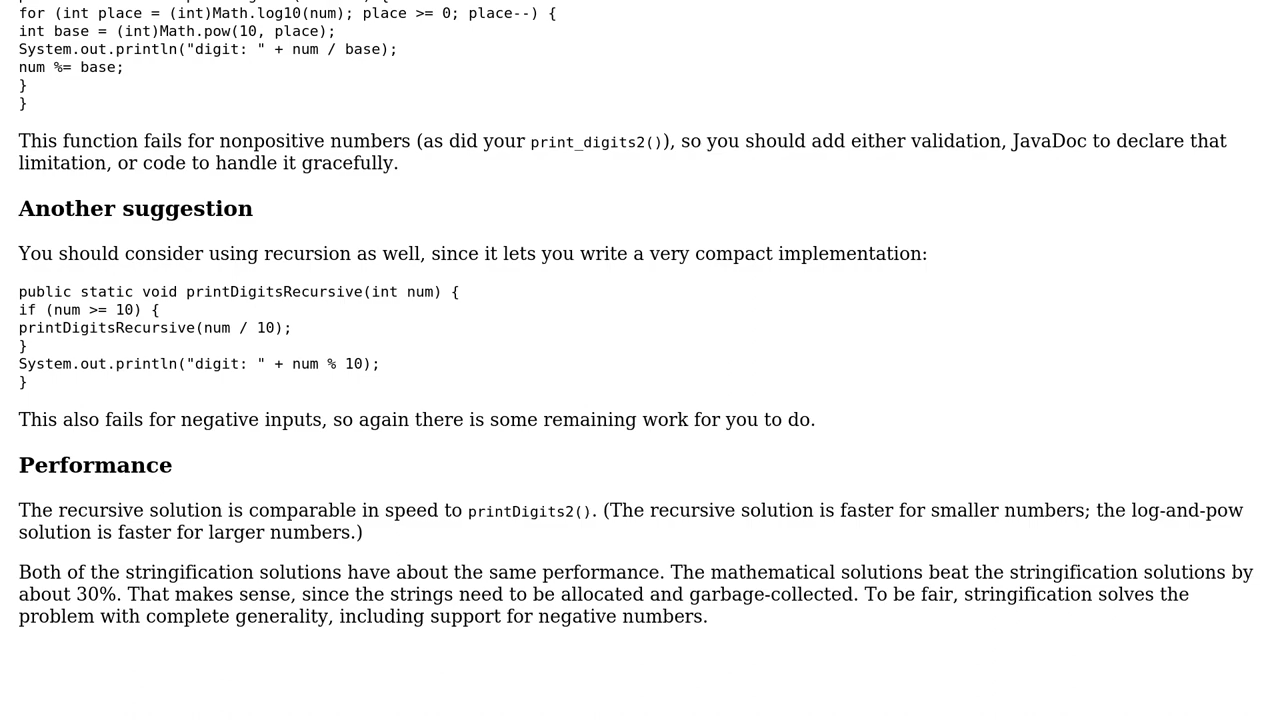 for (int place = (int)Math.log10(num); place >= 0; place--) {
int base = (int)Math.pow(10, place);
System.out.println("digit: " + num / base);
num %= base;
}
}
This function fails for nonpositive numbers (as did your print_digits2()), so you should add either validation, JavaDoc to declare that
limitation, or code to handle it gracefully.
Another suggestion
You should consider using recursion as well, since it lets you write a very compact implementation:
public static void printDigitsRecursive(int num) {
if (num >= 10) {
printDigitsRecursive(num / 10);
}
System.out.println("digit: " + num % 10);
}
This also fails for negative inputs, so again there is some remaining work for you to do.
Performance
The recursive solution is comparable in speed to printDigits2(). (The recursive solution is faster for smaller numbers; the log-and-pow
solution is faster for larger numbers.)
Both of the stringification solutions have about the same performance. The mathematical solutions beat the stringification solutions by
about 30%. That makes sense, since the strings need to be allocated and garbage-collected. To be fair, stringification solves the
problem with complete generality, including support for negative numbers.